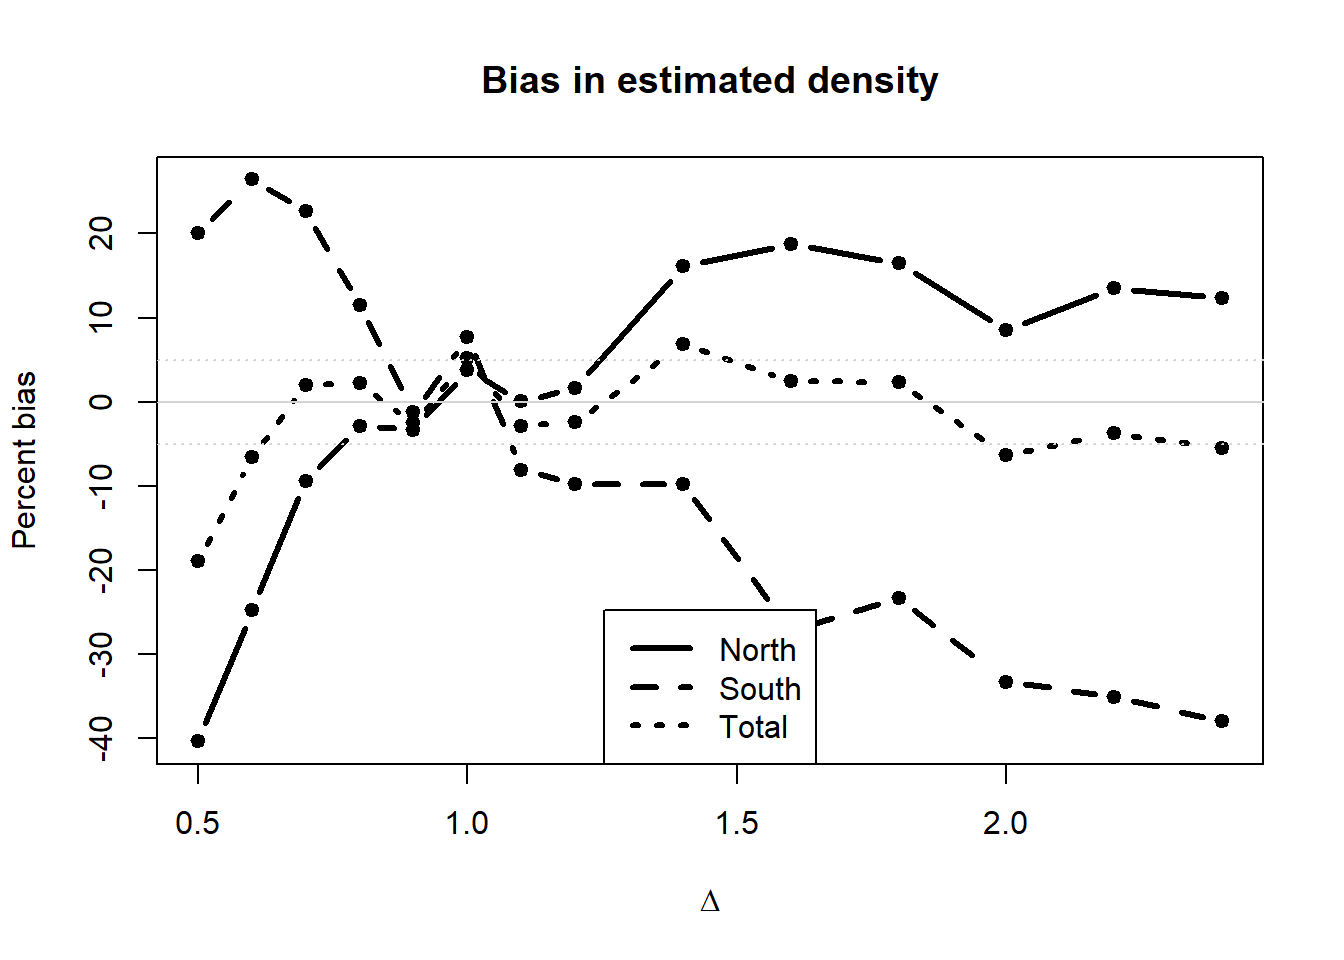 Bias in estimated density
Percent bias
20
10
0
-10
-20
-30
-40
North
South
Total
0.5 1.0 1.5 2.0
Δ